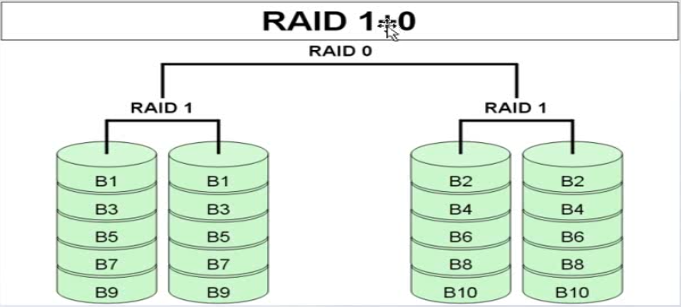 RAID 1+0
RAID 0
RAID 1 RAID 1
B1 B1 B2 B2
B3 B3 B4 B4
B5 B5 B6 B6
B7 B7 B8 B8
B9 B9 B10 B10